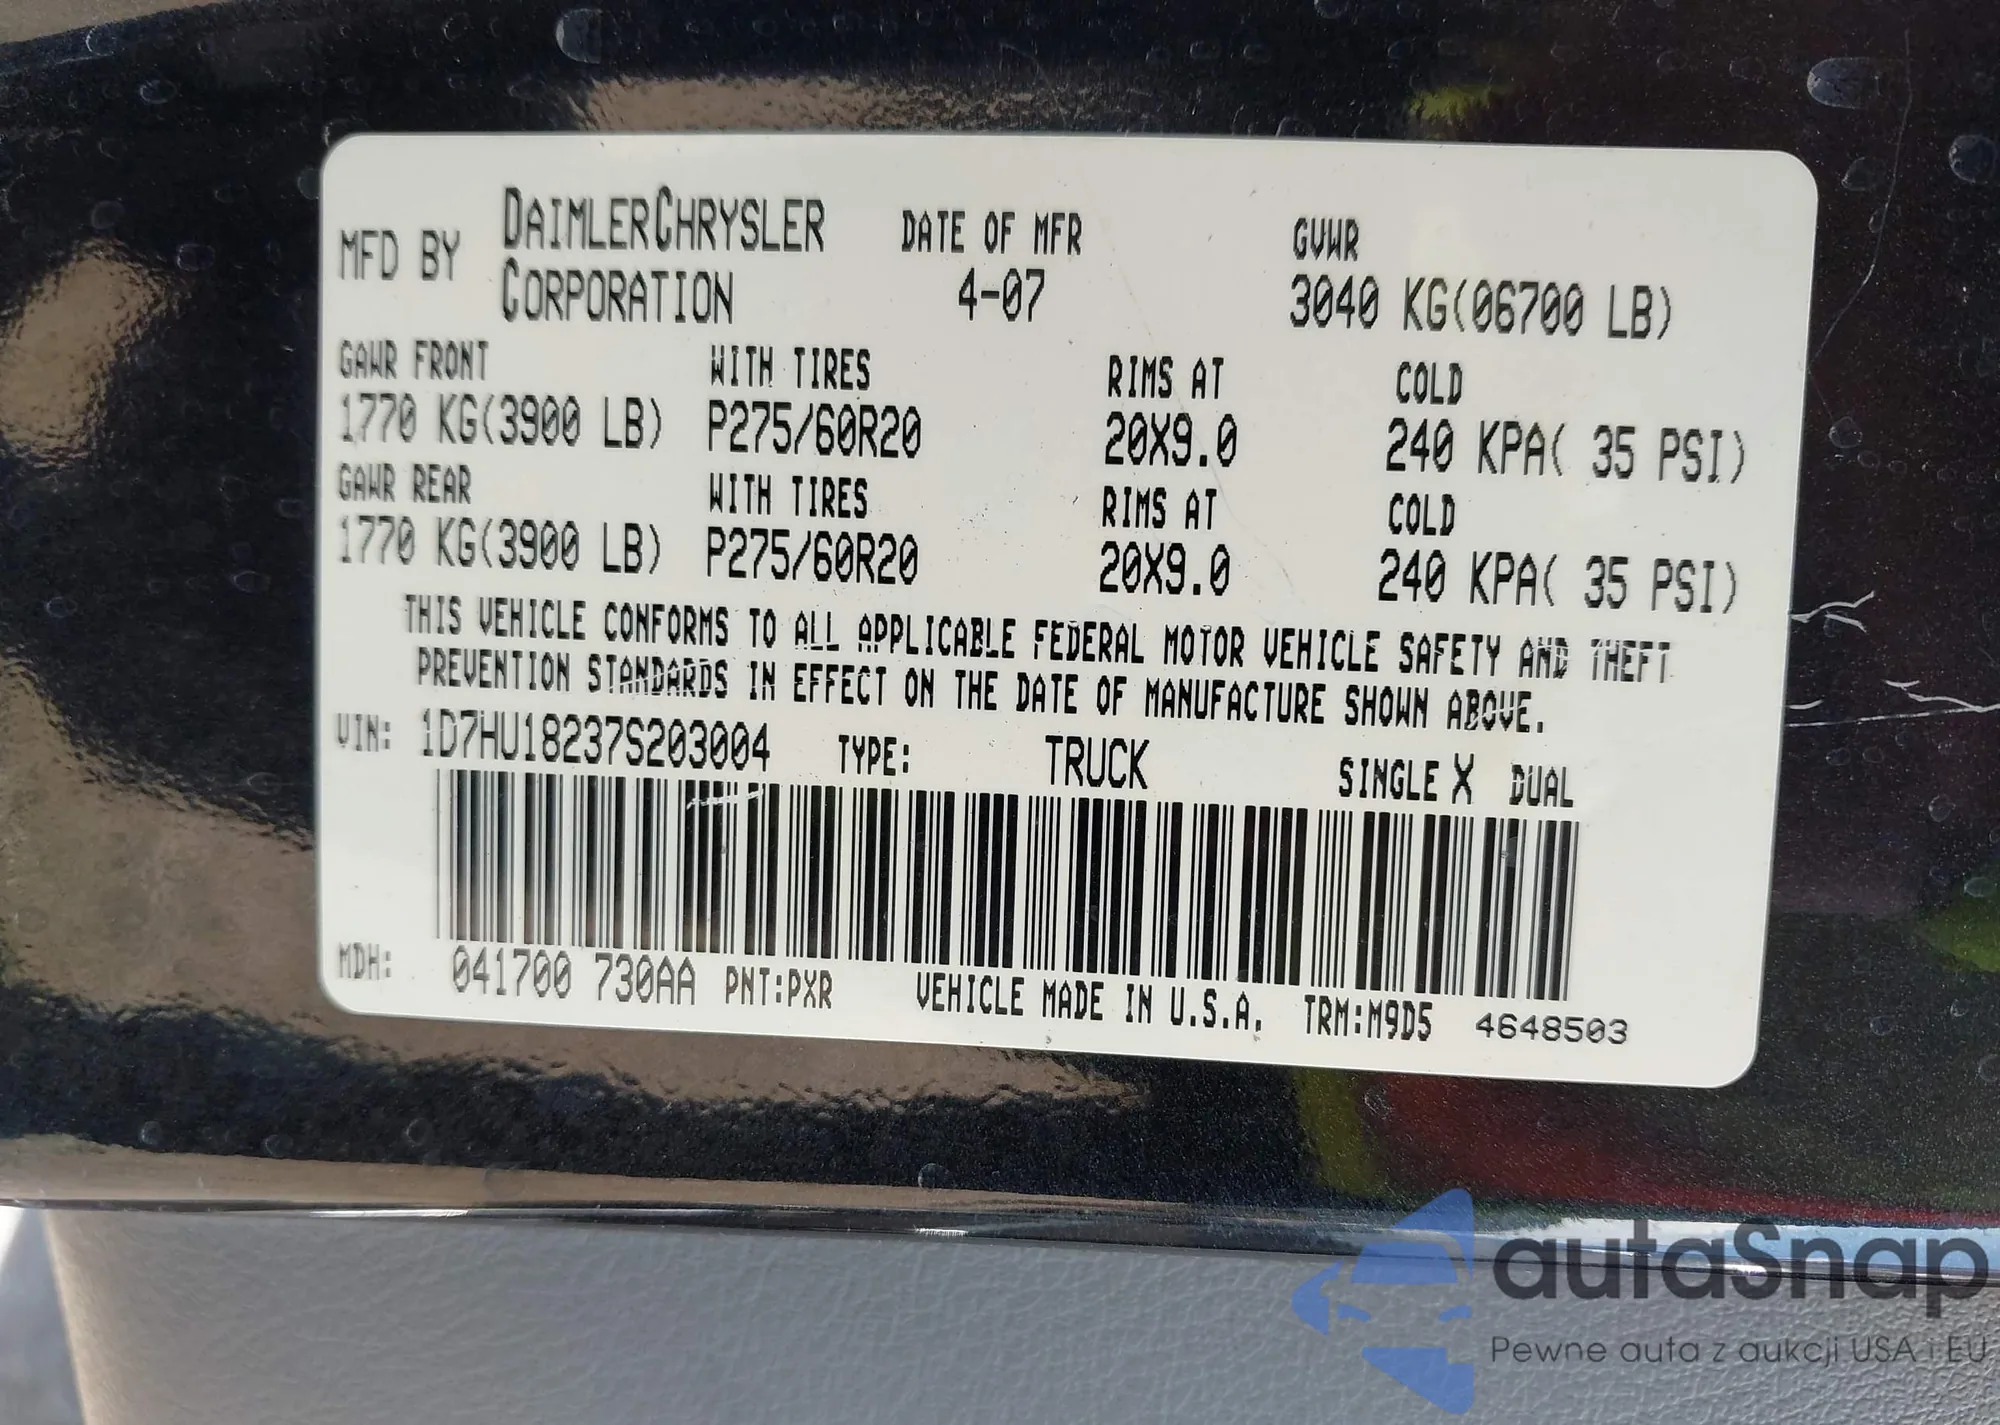 MFD BY DAIMLERCHRYSLER CORPORATION DATE OF MFR 4-07 GVWR 3040 KG(06700 LB)
GAWR FRONT WITH TIRES RIMS AT COLD
1770 KG(3900 LB) P275/60R20 20X9.0 240 KPA( 35 PSI)
GAWR REAR WITH TIRES RIMS AT COLD
1770 KG(3900 LB) P275/60R20 20X9.0 240 KPA( 35 PSI)
THIS VEHICLE CONFORMS TO ALL APPLICABLE FEDERAL MOTOR VEHICLE SAFETY AND THEFT
PREVENTION STANDARDS IN EFFECT ON THE DATE OF MANUFACTURE SHOWN ABOVE.
VIN: 1D7HU18237S203004 TYPE: TRUCK SINGLE X DUAL
MDH: 041700 730AA PNT:PXR VEHICLE MADE IN U.S.A. TRM:M9D5 4648503
autaSnap
Pewne auta z aukcji USA i EU